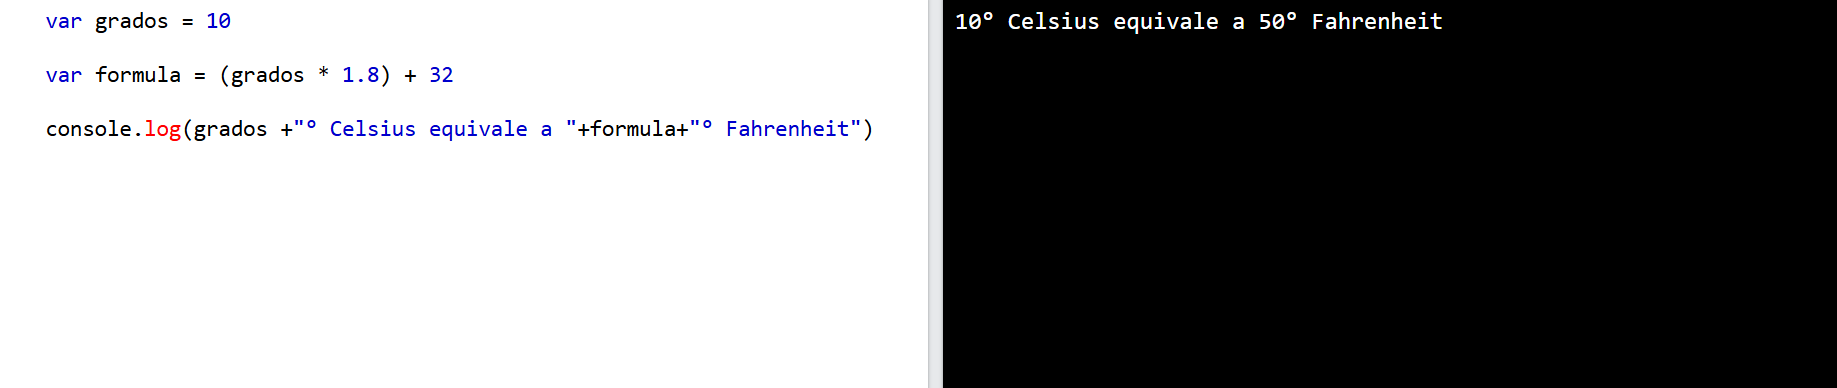 var grados = 10
var formula = (grados * 1.8) + 32
console.log(grados +"° Celsius equivale a "+formula+"° Fahrenheit")
10° Celsius equivale a 50° Fahrenheit